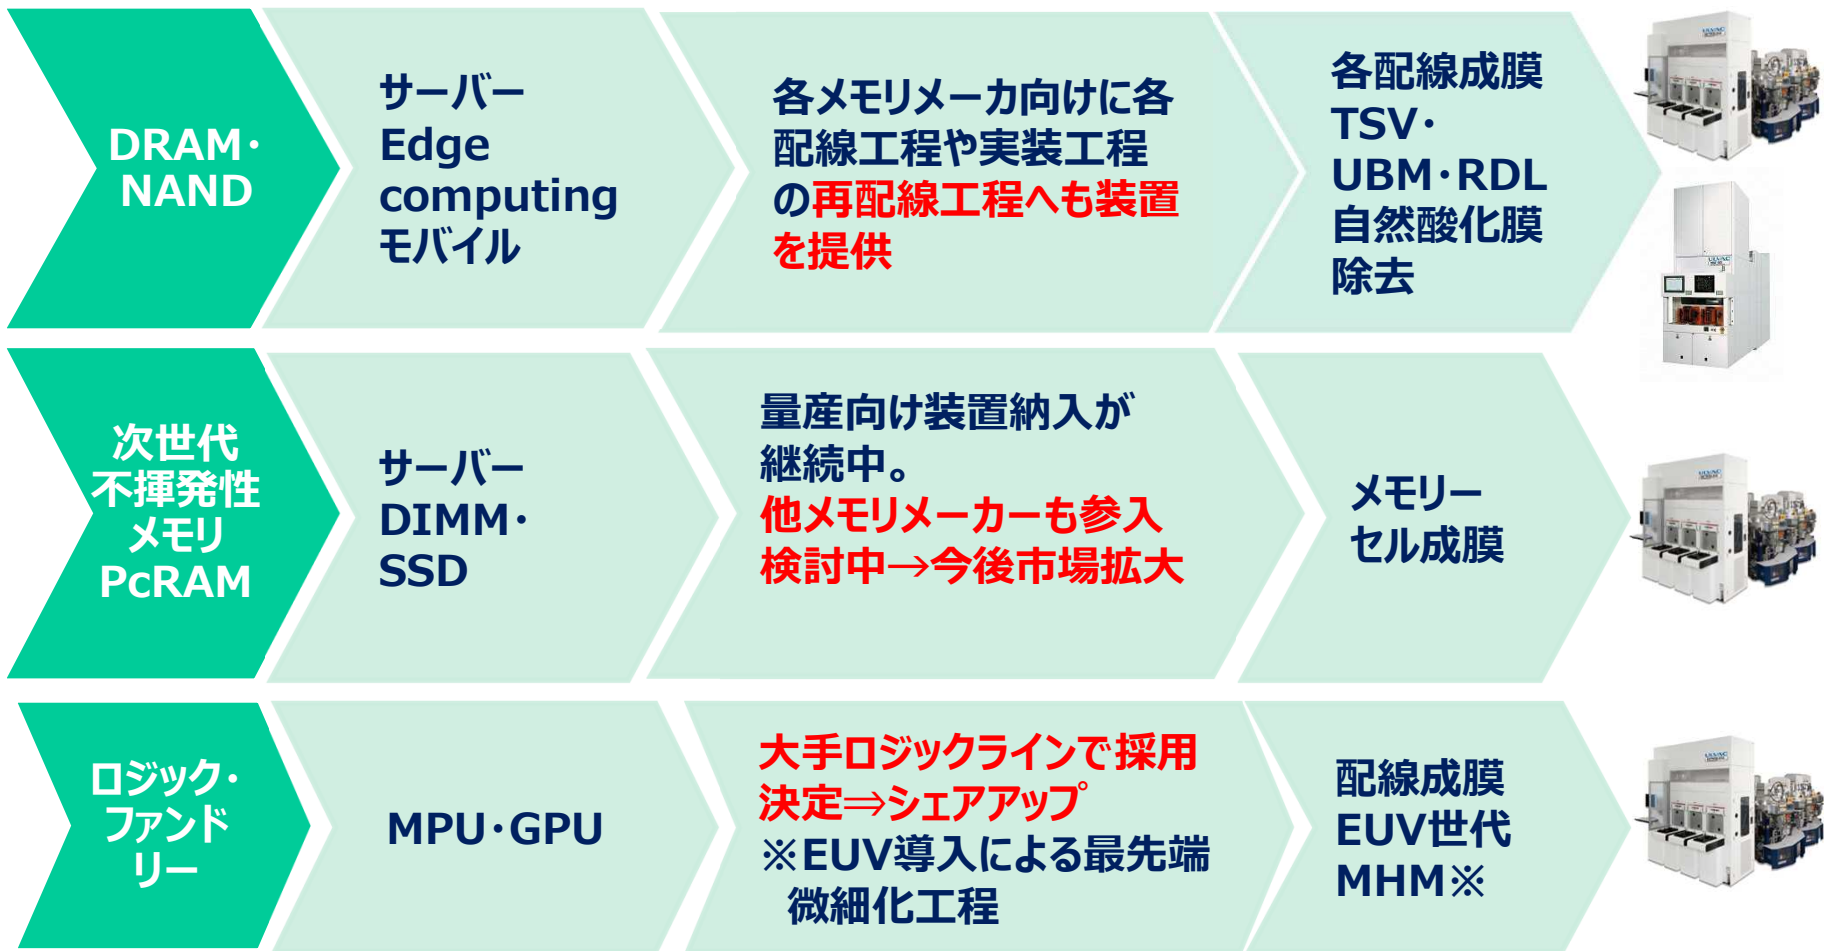 DRAM・
NAND
サーバー
Edge
computing
モバイル
各メモリメーカ向けに各
配線工程や実装工程
の再配線工程へも装置
を提供
各配線成膜
TSV・
UBM・RDL
自然酸化膜
除去
ULVAC
ULVAC
次世代
不揮発性
メモリ
PcRAM
サーバー
DIMM・
SSD
量産向け装置納入が
継続中。
他メモリメーカーも参入
検討中→今後市場拡大
メモリー
セル成膜
ULVAC
ロジック・
ファンド
リー
MPU・GPU
大手ロジックラインで採用
決定⇒シェアアップ
※EUV導入による最先端
微細化工程
配線成膜
EUV世代
MHM※
ULVAC